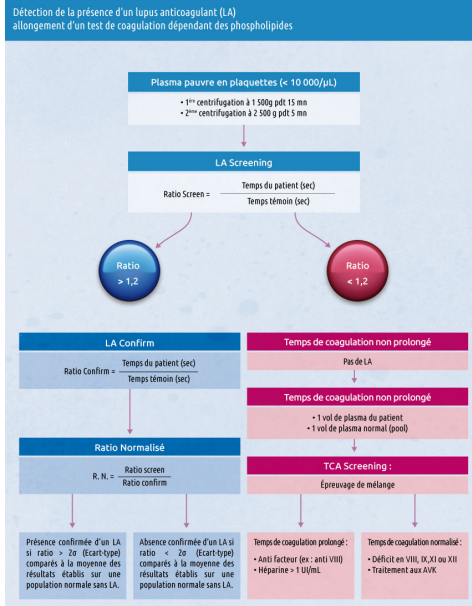 Détection de la présence d'un lupus anticoagulant (LA)
allongement d'un test de coagulation dépendant des phospholipides
Plasma pauvre en plaquettes (< 10 000/µL)
• 1ère centrifugation à 1 500g pdt 15 mn
• 2ème centrifugation à 2 500 g pdt 5 mn
LA Screening
Ratio Screen = Temps du patient (sec)
Temps témoin (sec)
Ratio
> 1,2
Ratio
< 1,2
LA Confirm
Ratio Confirm = Temps du patient (sec)
Temps témoin (sec)
Ratio Normalisé
R. N. = Ratio screen
Ratio confirm
Présence confirmée d'un LA
si ratio > 2σ (Ecart-type)
comparés à la moyenne des
résultats établis sur une
population normale sans LA.
Absence confirmée d'un LA si
ratio < 2σ (Ecart-type)
comparés à la moyenne des
résultats établis sur une
population normale sans LA.
Temps de coagulation non prolongé
Pas de LA
Temps de coagulation non prolongé
• 1 vol de plasma du patient
• 1 vol de plasma normal (pool)
TCA Screening :
Épreuvage de mélange
Temps de coagulation prolongé :
• Anti facteur (ex : anti VIII)
• Héparine > 1 UI/mL
Temps de coagulation normalisé :
• Déficit en VIII, IX,XI ou XII
• Traitement aux AVK